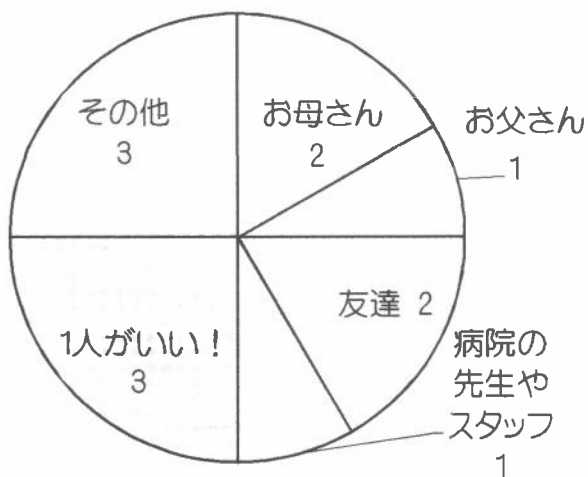 その他
3
お母さん
2
お父さん
1
友達 2
病院の
先生や
スタッフ
1
1人がいい!
3